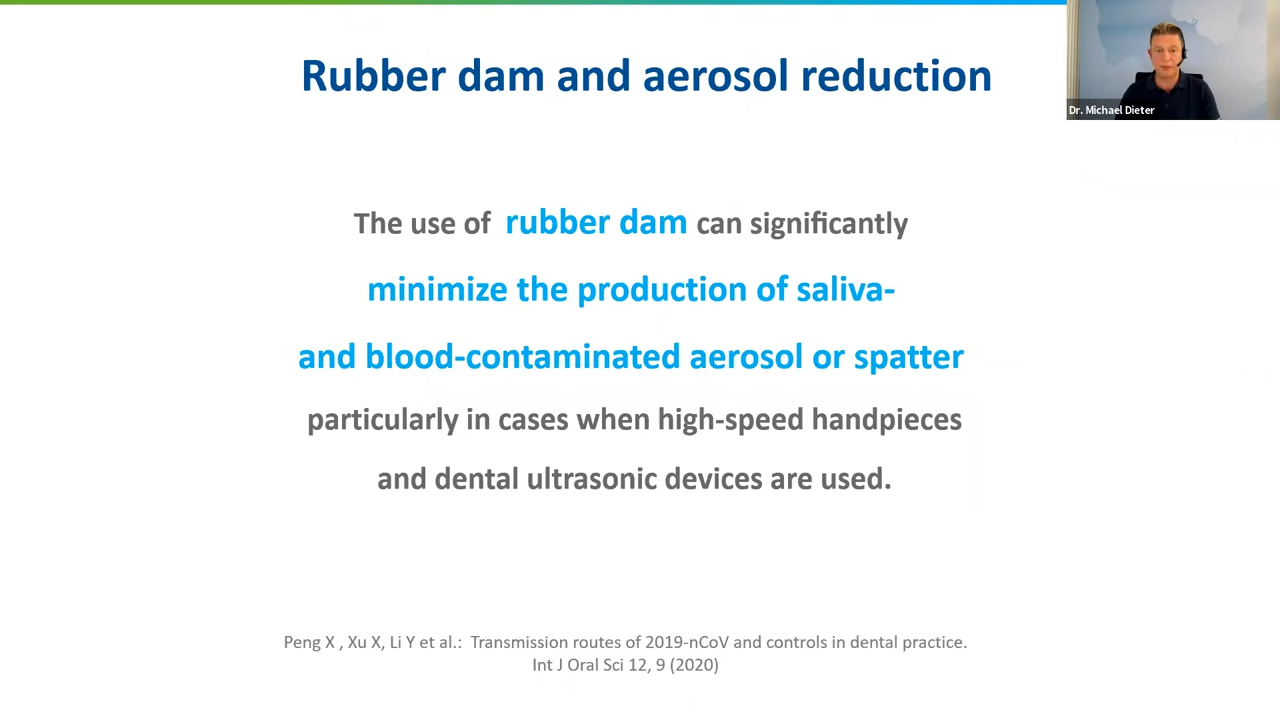 Rubber dam and aerosol reduction
Dr. Michael Dieter
The use of rubber dam can significantly
minimize the production of saliva-
and blood-contaminated aerosol or spatter
particularly in cases when high-speed handpieces
and dental ultrasonic devices are used.
Peng X , Xu X, Li Y et al.: Transmission routes of 2019-nCoV and controls in dental practice.
Int J Oral Sci 12, 9 (2020)